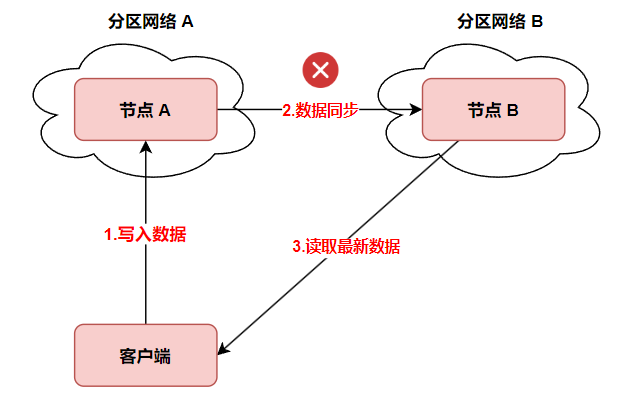 分区网络 A
分区网络 B
节点 A
2.数据同步
节点 B
1.写入数据
3.读取最新数据
客户端